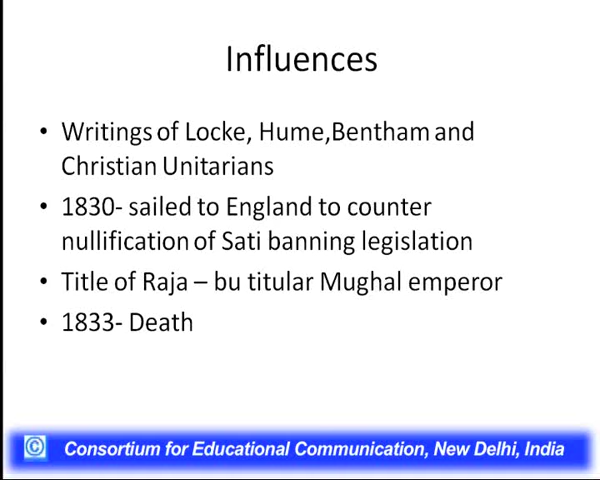 Influences
• Writings of Locke, Hume,Bentham and
Christian Unitarians
• 1830- sailed to England to counter
nullification of Sati banning legislation
• Title of Raja – bu titular Mughal emperor
• 1833- Death
© Consortium for Educational Communication, New Delhi, India